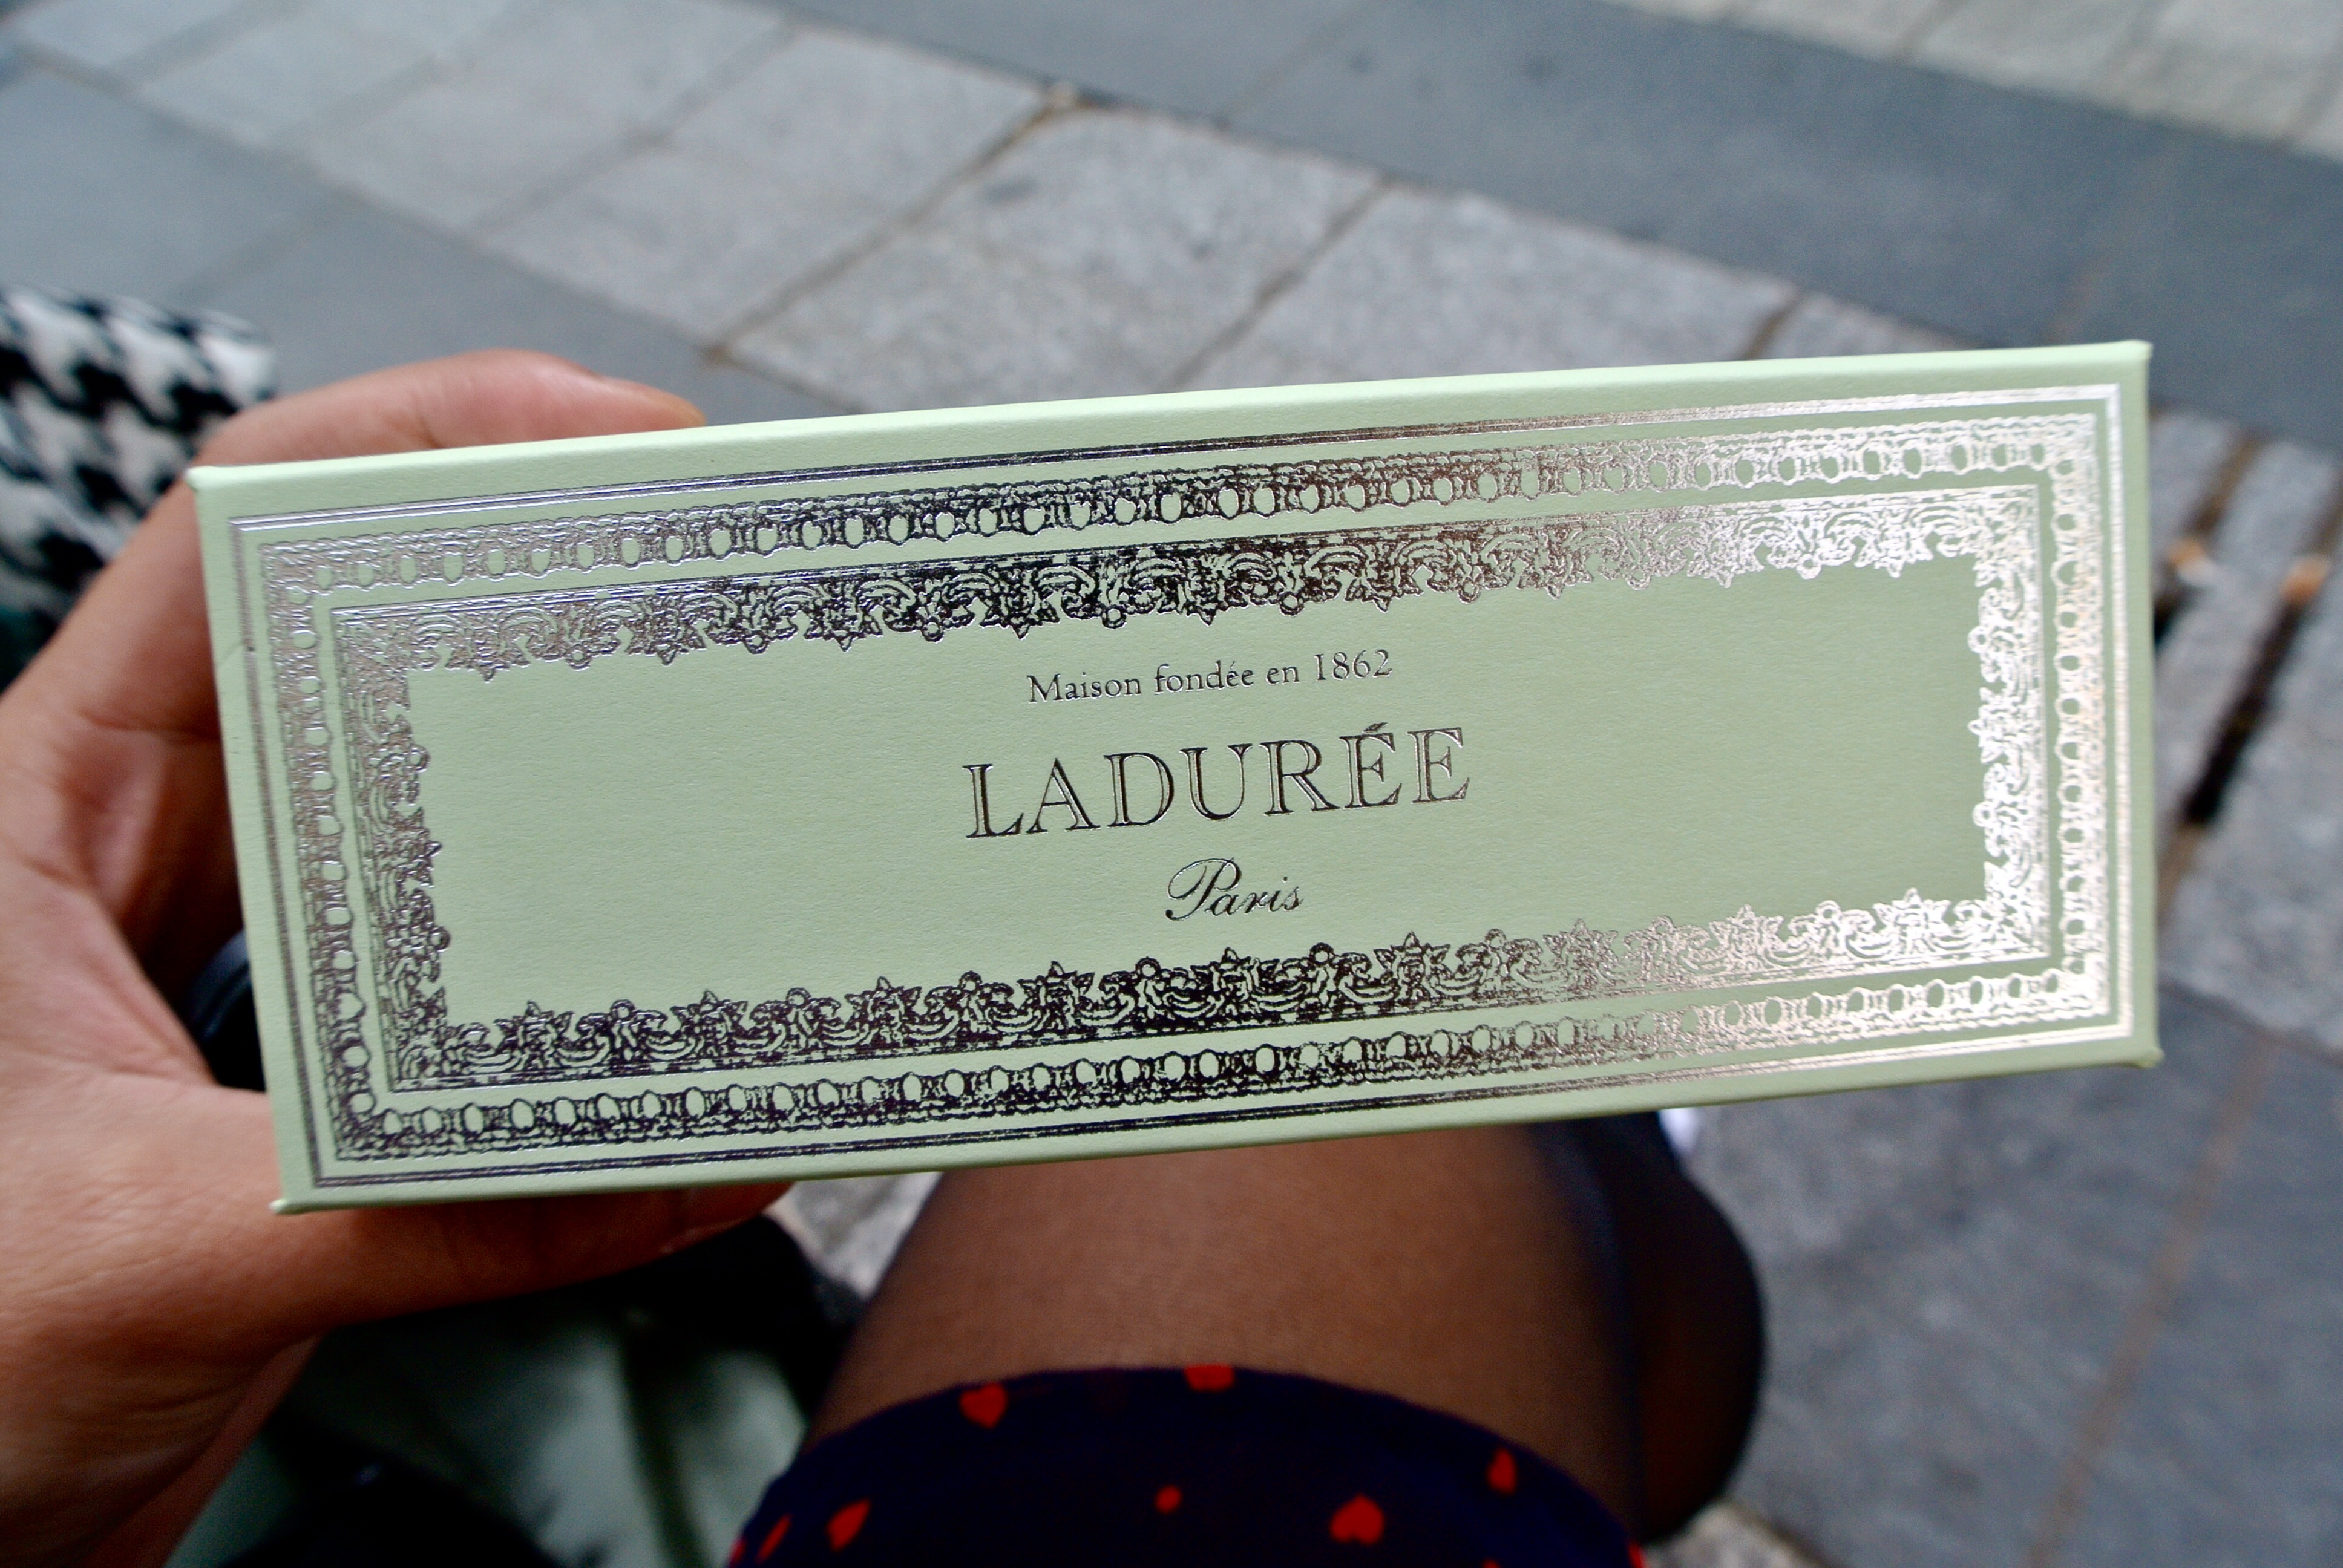 Maison fondée en 1862
LADURÉE
Paris